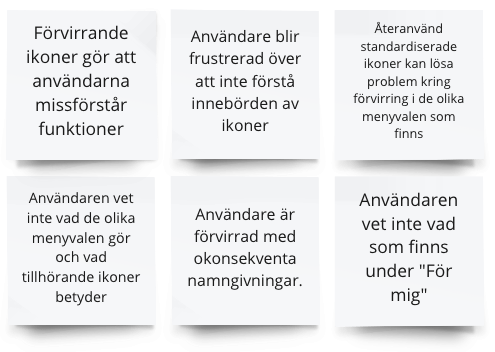 Förvirrande
ikoner gör att
användarna
missförstår
funktioner
Användare blir
frustrerad över
att inte förstå
innebörden av
ikoner
Återanvänd
standardiserade
ikoner kan lösa
problem kring
förvirring i de olika
menyvalen som
finns
Användaren vet
inte vad de olika
menyvalen gör
och vad
tillhörande ikoner
betyder
Användare är
förvirrad med
okonsekventa
namngivningar.
Användaren
vet inte vad
som finns
under "För
mig"